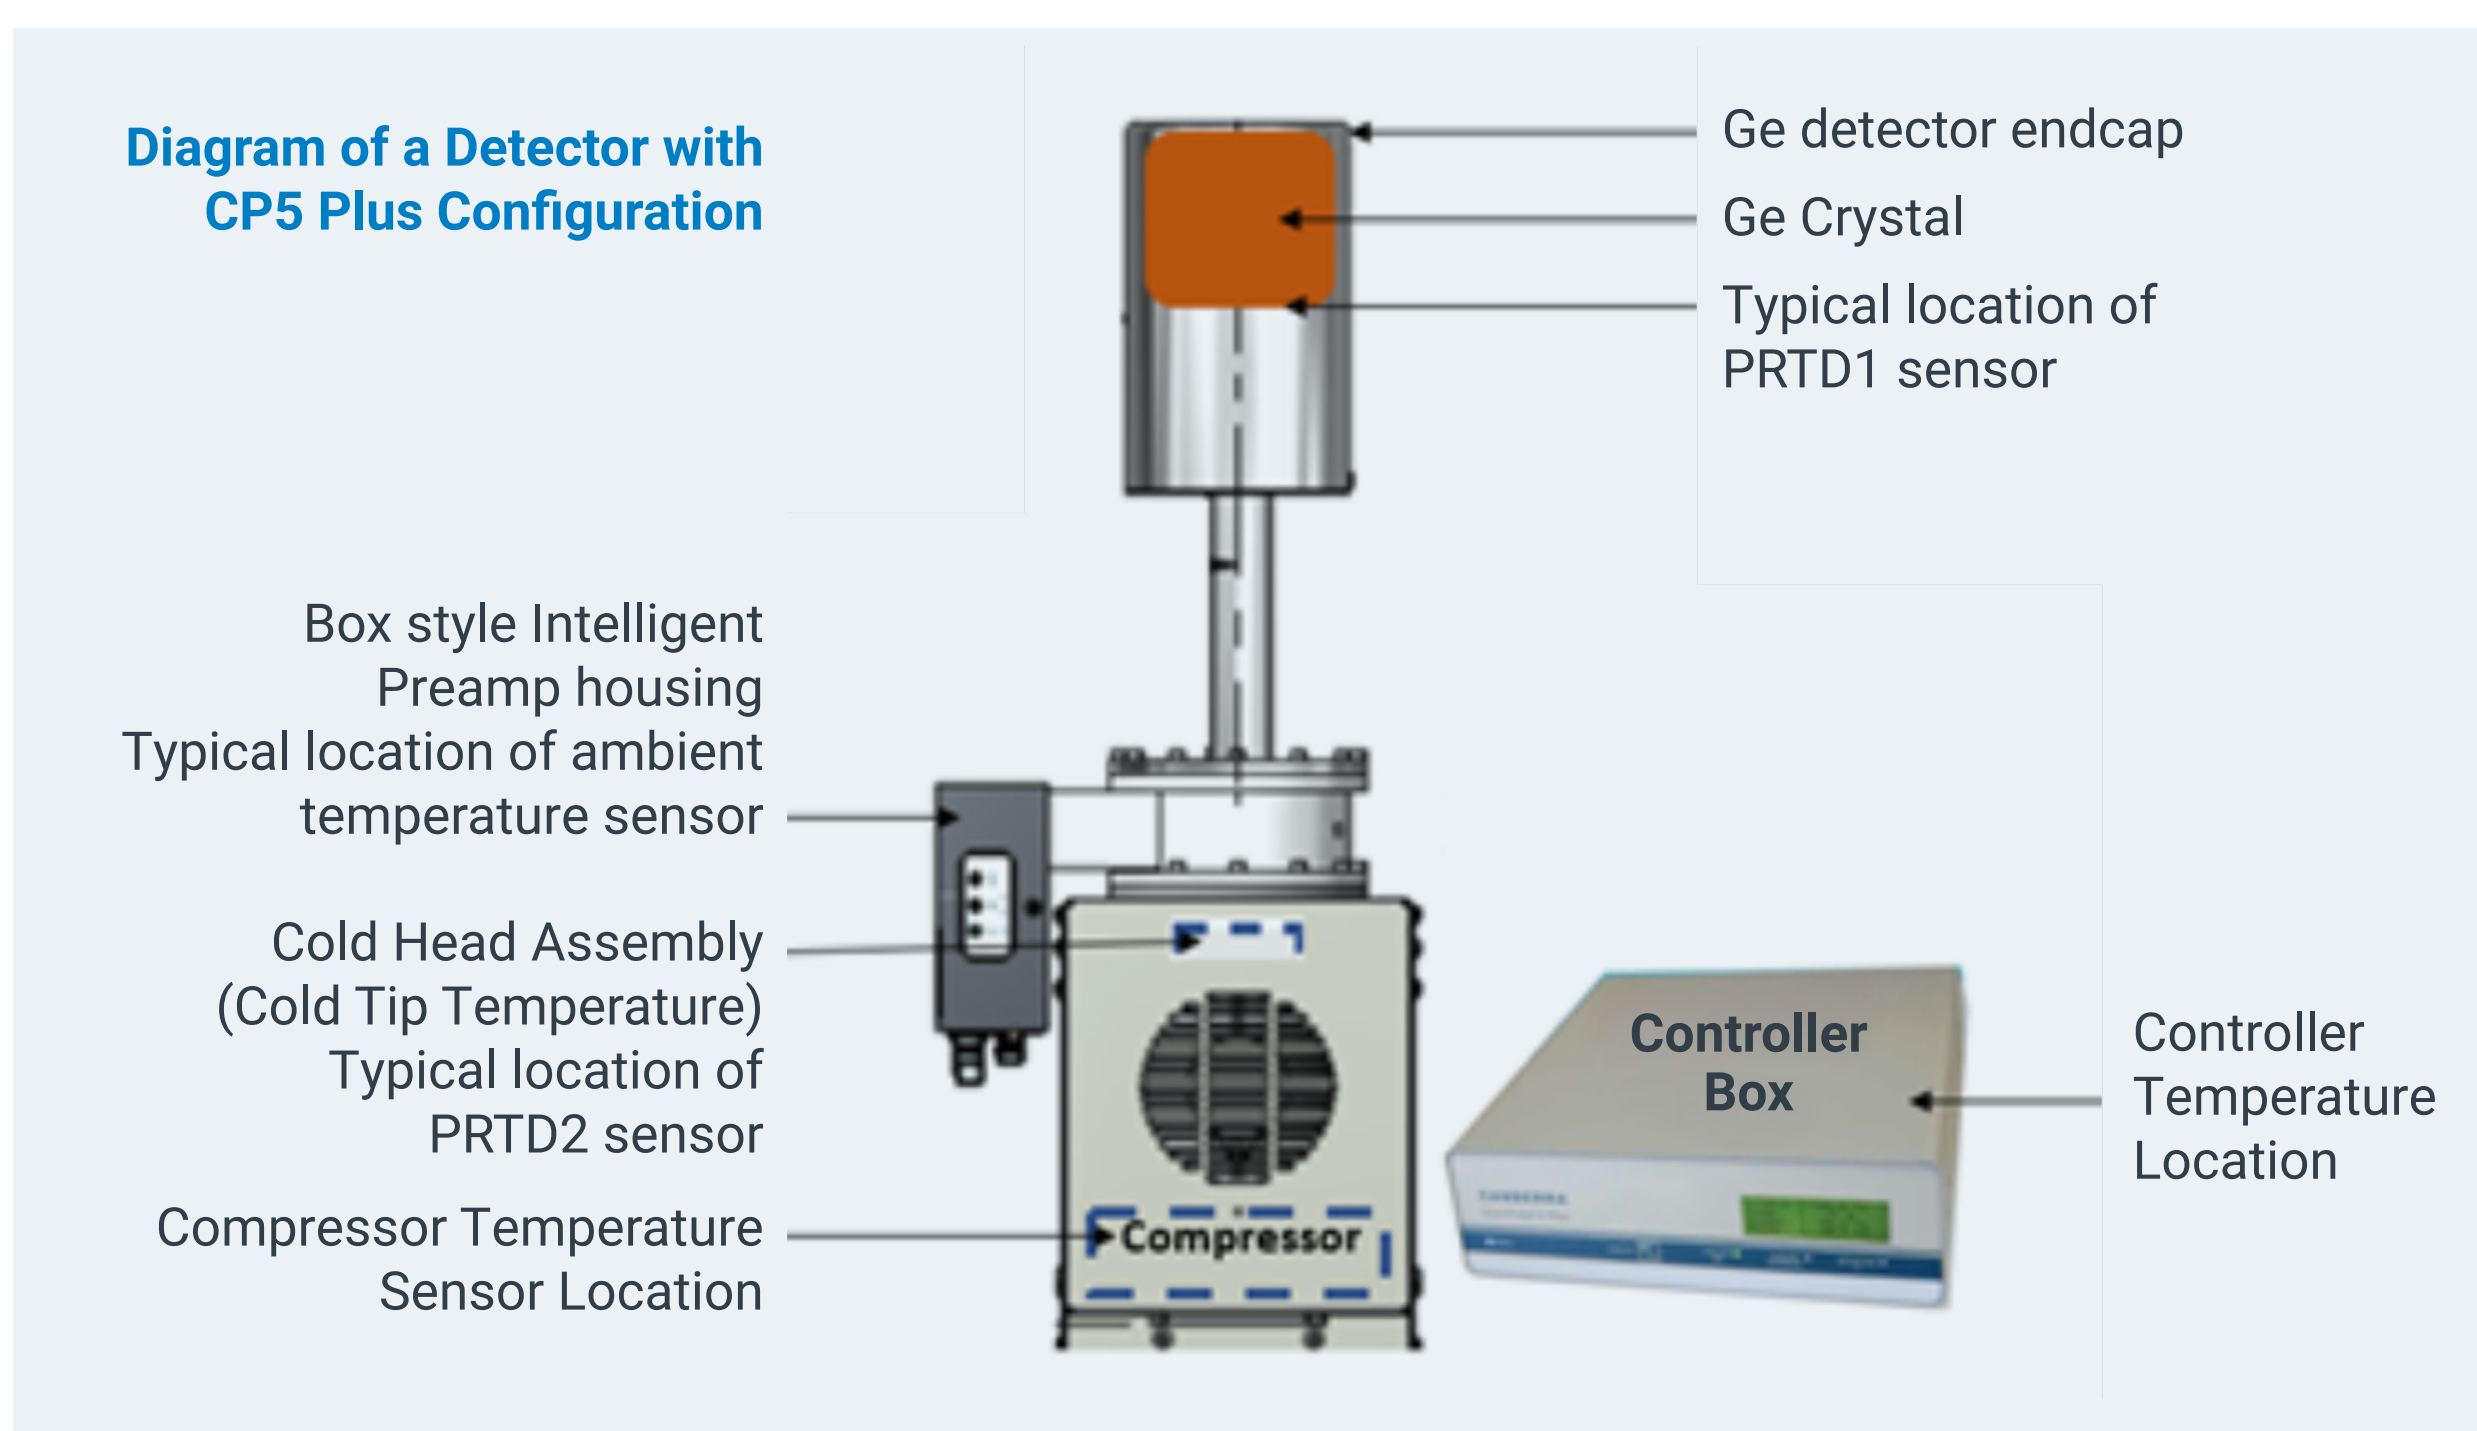 Diagram of a Detector with
CP5 Plus Configuration
Ge detector endcap
Ge Crystal
Typical location of
PRTD1 sensor
Box style Intelligent
Preamp housing
Typical location of ambient
temperature sensor
Cold Head Assembly
(Cold Tip Temperature)
Typical location of
PRTD2 sensor
Compressor Temperature
Sensor Location
Compressor
Controller
Box
CANBERRA
Controller
Temperature
Location